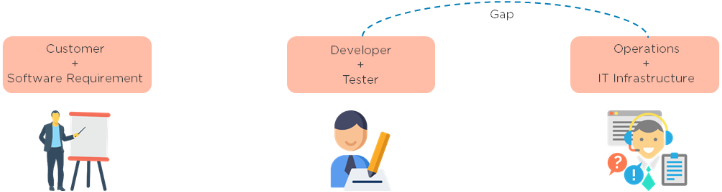 Gap
Customer
+
Software Requirement
Developer
+
Tester
Operations
+
IT Infrastructure
?
!